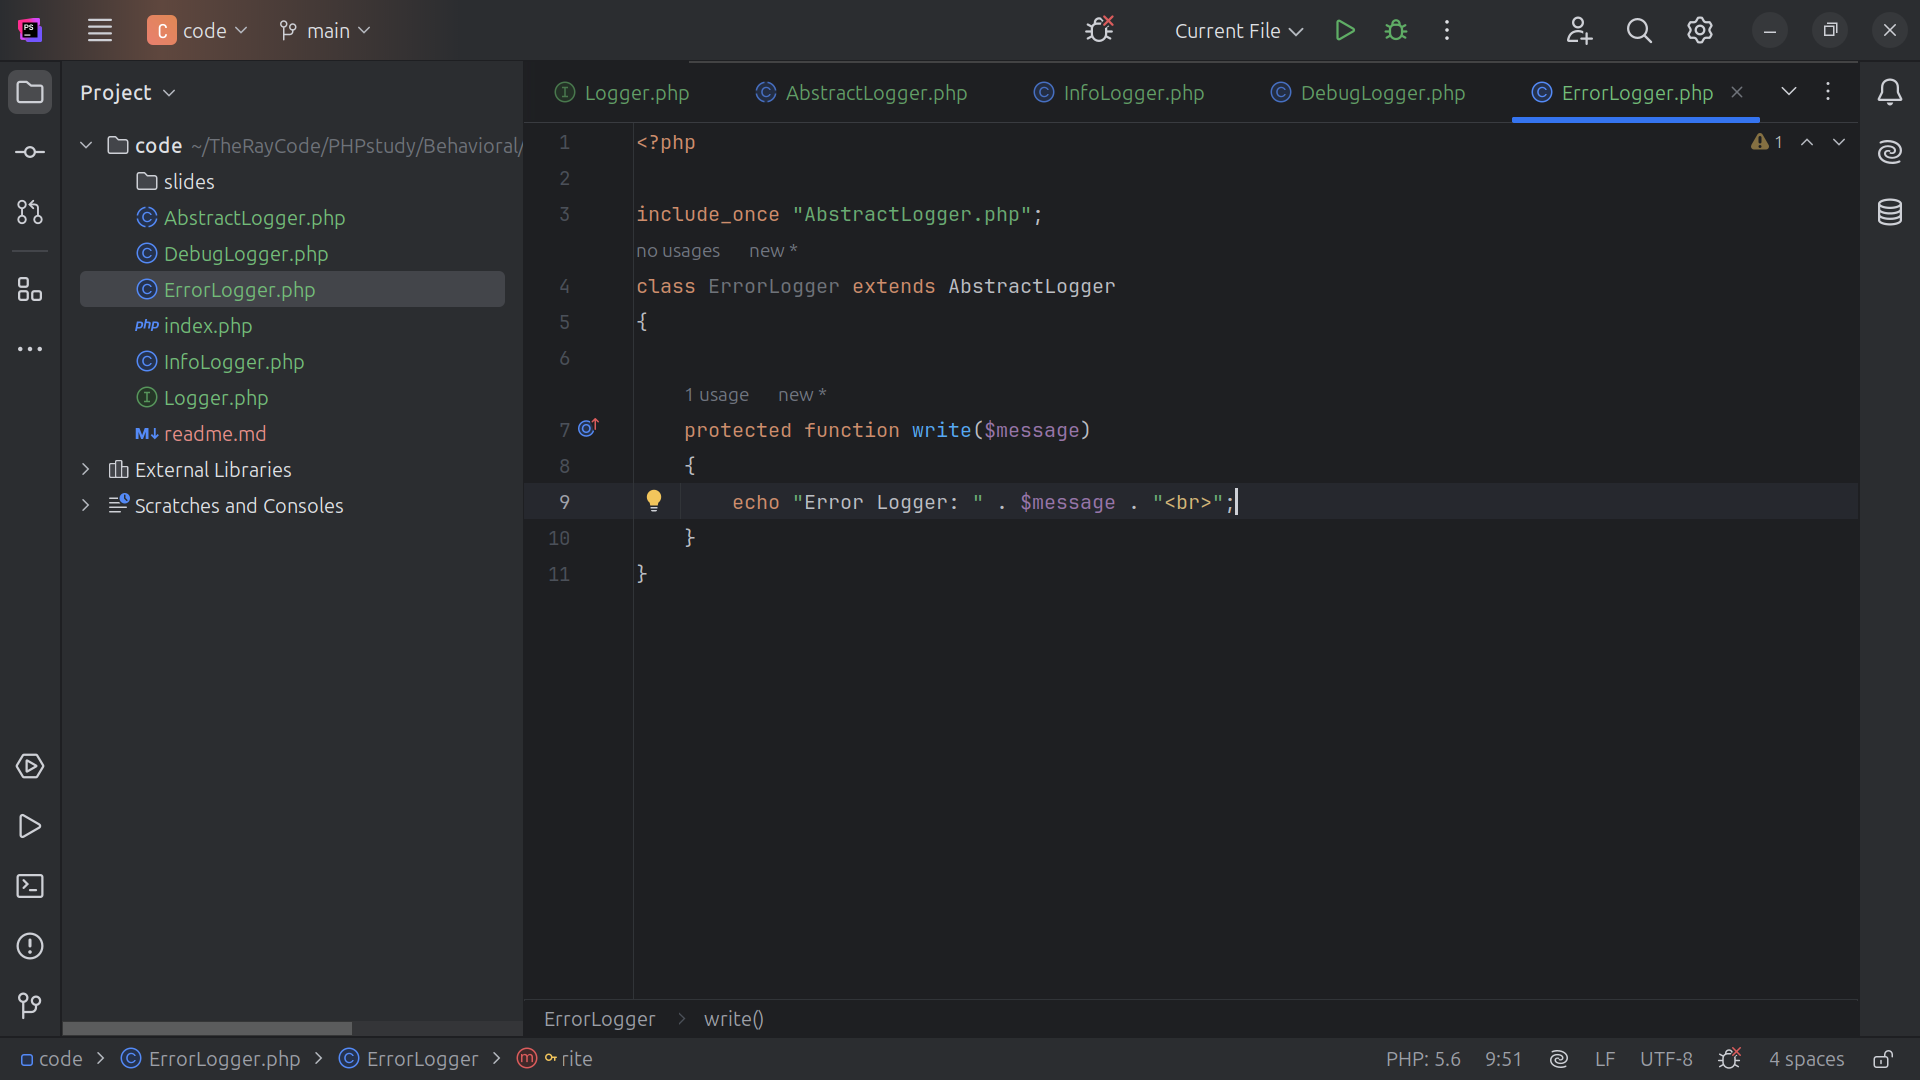 PS
C code main
Current File
Project
Logger.php AbstractLogger.php InfoLogger.php DebugLogger.php ErrorLogger.php
code ~/TheRayCode/PHPstudy/Behavioral/
slides
AbstractLogger.php
DebugLogger.php
ErrorLogger.php
php index.php
InfoLogger.php
Logger.php
M↓ readme.md
External Libraries
Scratches and Consoles
1 <?php
1
2
3 include_once "AbstractLogger.php";
no usages new *
4 class ErrorLogger extends AbstractLogger
5 {
6
1 usage new *
7 protected function write($message)
8 {
9 echo "Error Logger: " . $message . "<br>";
10 }
11 }
ErrorLogger > write()
code > ErrorLogger.php > ErrorLogger > m rite
PHP: 5.6 9:51 LF UTF-8 4 spaces